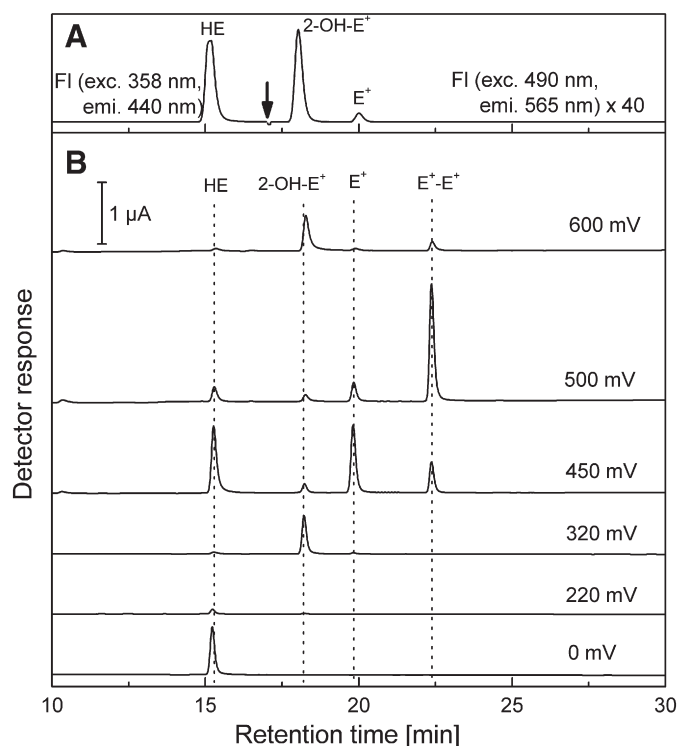 A
HE
2-OH-E⁺
Fl (exc. 358 nm,
emi. 440 nm)
E⁺
Fl (exc. 490 nm,
emi. 565 nm) x 40
B
1 μA
HE
2-OH-E⁺
E⁺
E⁺-E⁺
600 mV
500 mV
450 mV
320 mV
220 mV
0 mV
Detector response
10
15
20
25
30
Retention time [min]